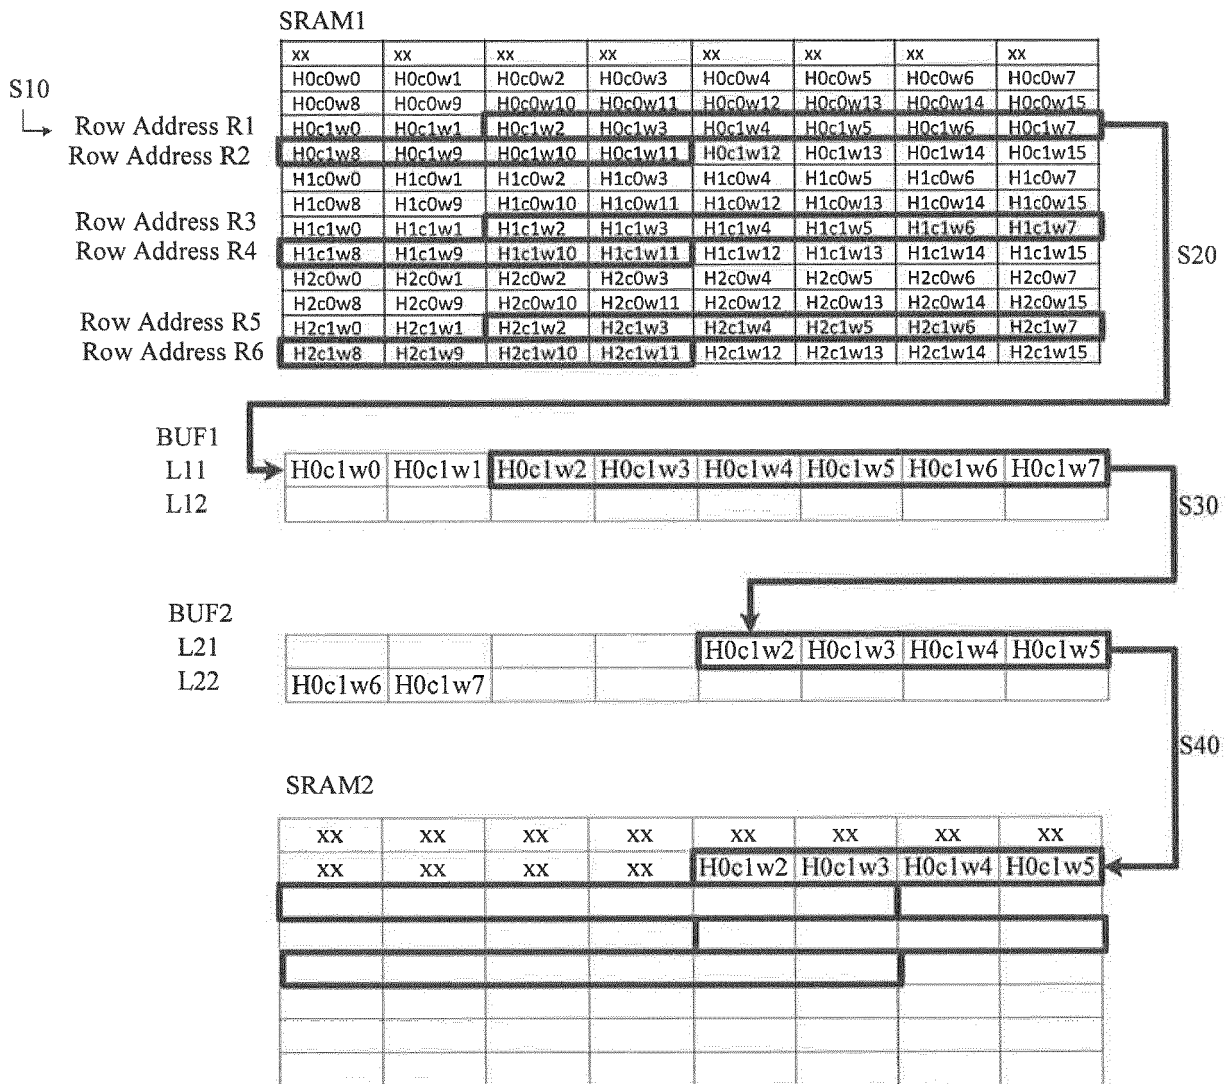 SRAM1
xx xx xx xx xx xx xx xx
H0c0w0 H0c0w1 H0c0w2 H0c0w3 H0c0w4 H0c0w5 H0c0w6 H0c0w7
S10
H0c0w8 H0c0w9 H0c0w10 H0c0w11 H0c0w12 H0c0w13 H0c0w14 H0c0w15
Row Address R1 H0c1w0 H0c1w1 H0c1w2 H0c1w3 H0c1w4 H0c1w5 H0c1w6 H0c1w7
Row Address R2 H0c1w8 H0c1w9 H0c1w10 H0c1w11 H0c1w12 H0c1w13 H0c1w14 H0c1w15
H1c0w0 H1c0w1 H1c0w2 H1c0w3 H1c0w4 H1c0w5 H1c0w6 H1c0w7
H1c0w8 H1c0w9 H1c0w10 H1c0w11 H1c0w12 H1c0w13 H1c0w14 H1c0w15
Row Address R3 H1c1w0 H1c1w1 H1c1w2 H1c1w3 H1c1w4 H1c1w5 H1c1w6 H1c1w7
Row Address R4 H1c1w8 H1c1w9 H1c1w10 H1c1w11 H1c1w12 H1c1w13 H1c1w14 H1c1w15
S20
H2c0w0 H2c0w1 H2c0w2 H2c0w3 H2c0w4 H2c0w5 H2c0w6 H2c0w7
H2c0w8 H2c0w9 H2c0w10 H2c0w11 H2c0w12 H2c0w13 H2c0w14 H2c0w15
Row Address R5 H2c1w0 H2c1w1 H2c1w2 H2c1w3 H2c1w4 H2c1w5 H2c1w6 H2c1w7
Row Address R6 H2c1w8 H2c1w9 H2c1w10 H2c1w11 H2c1w12 H2c1w13 H2c1w14 H2c1w15
BUF1
L11 H0c1w0 H0c1w1 H0c1w2 H0c1w3 H0c1w4 H0c1w5 H0c1w6 H0c1w7
L12
S30
BUF2
L21 H0c1w2 H0c1w3 H0c1w4 H0c1w5
L22 H0c1w6 H0c1w7
S40
SRAM2
xx xx xx xx xx xx xx xx
xx xx xx xx H0c1w2 H0c1w3 H0c1w4 H0c1w5